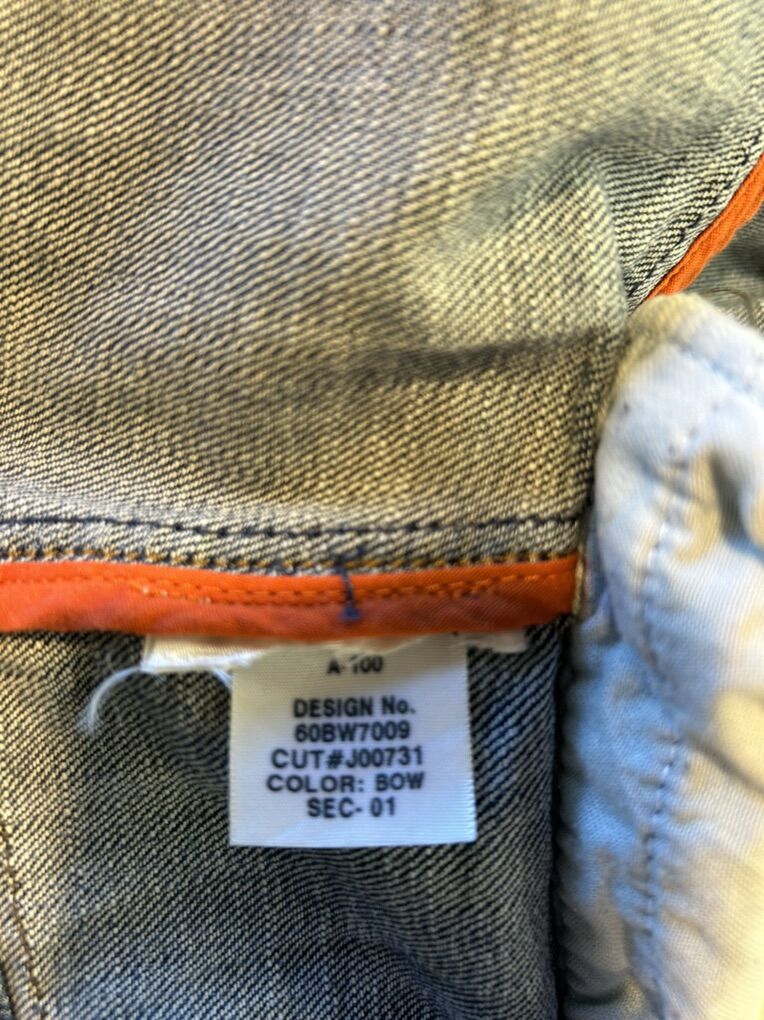 A-100
DESIGN No.
60BW7009
CUT#J00731
COLOR: BOW
SEC- 01